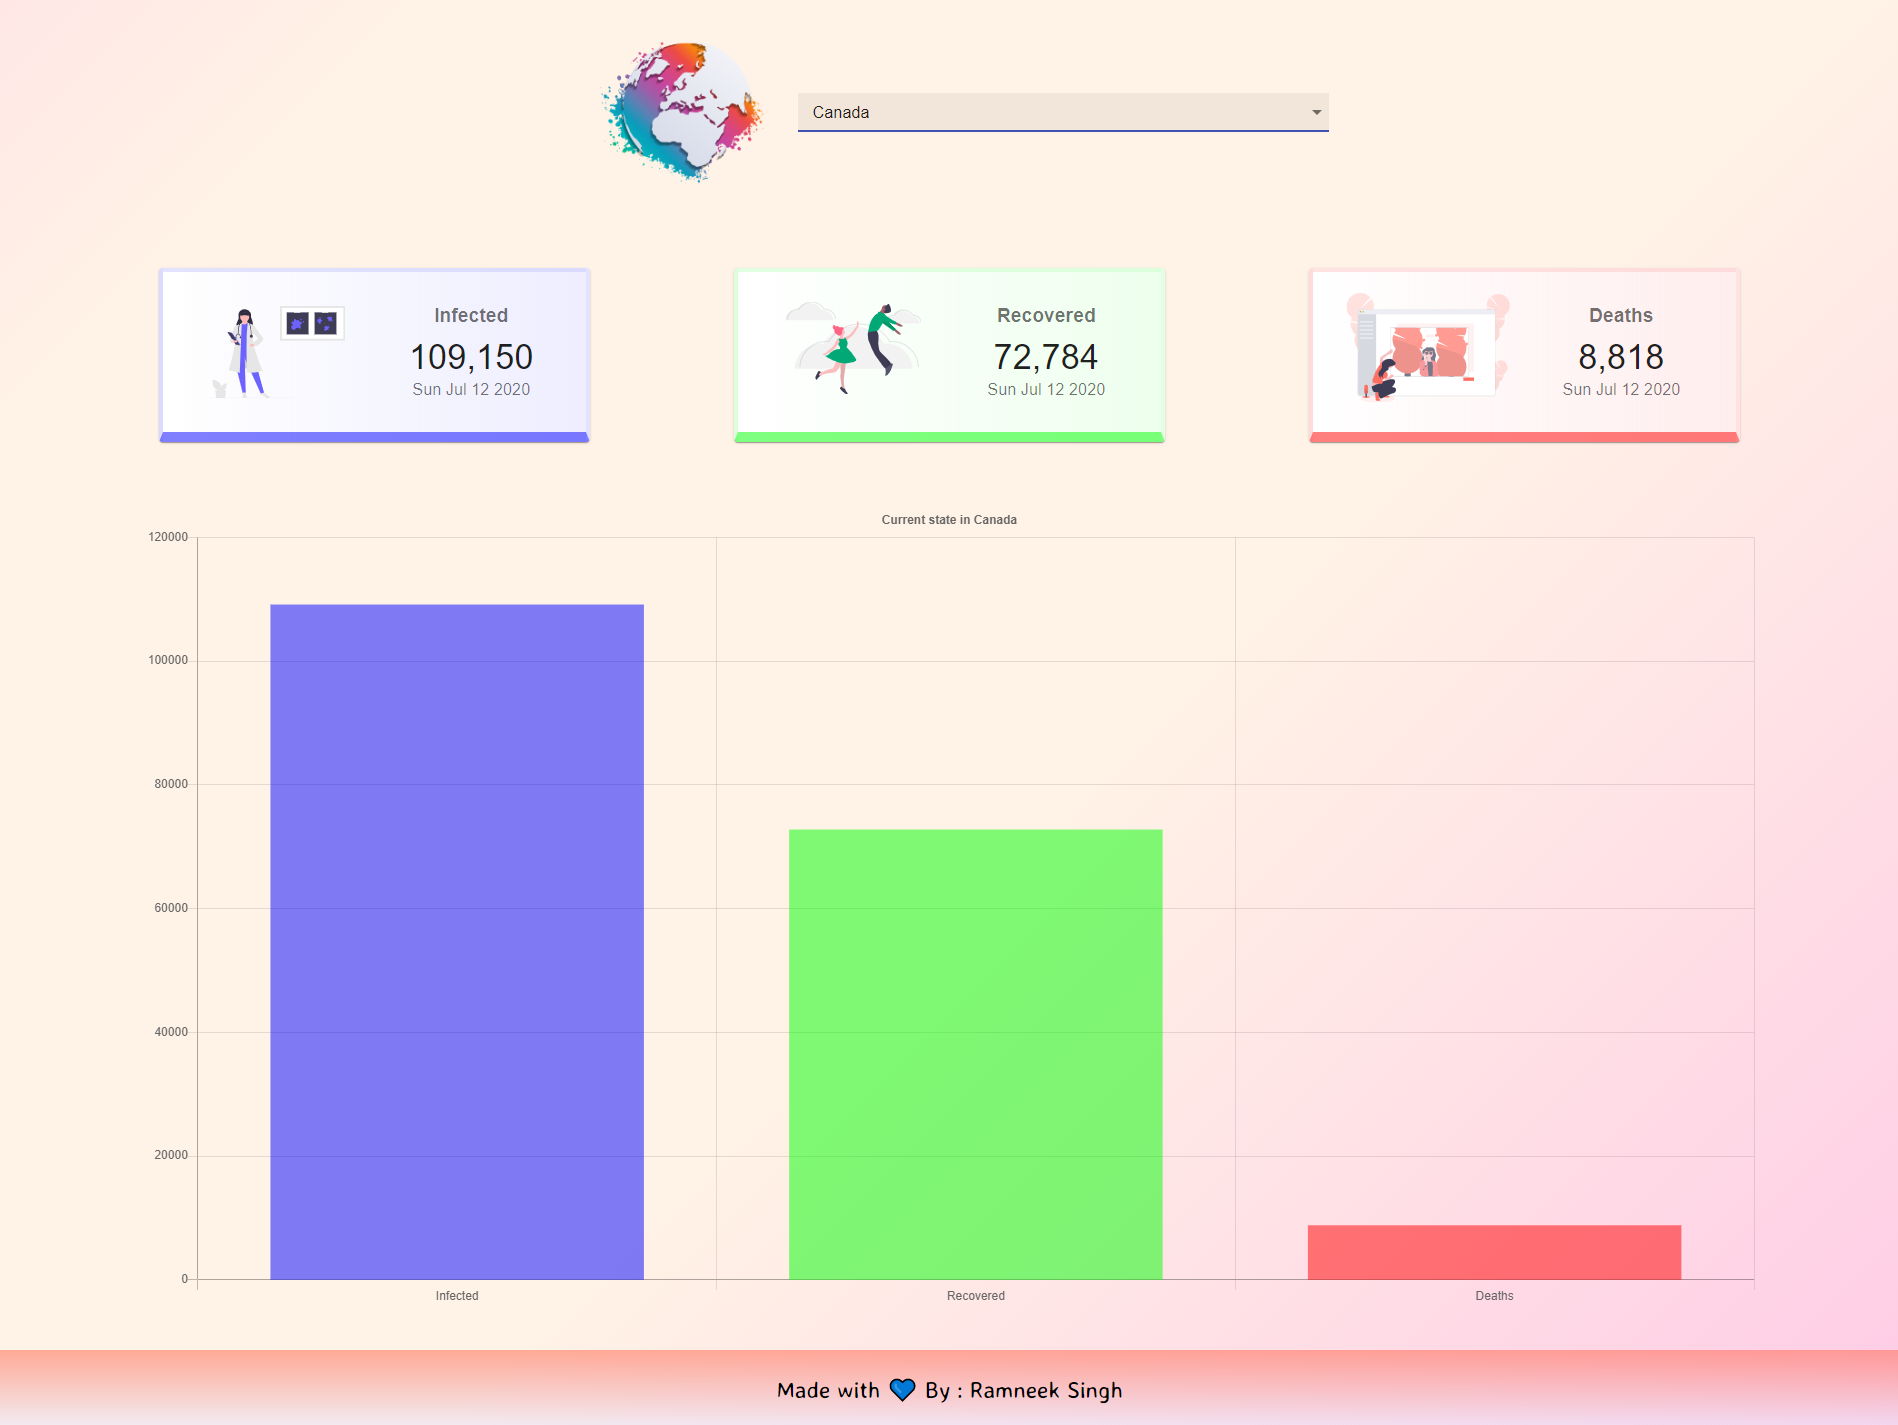 Canada
Infected
109,150
Sun Jul 12 2020
Recovered
72,784
Sun Jul 12 2020
Deaths
8,818
Sun Jul 12 2020
Current state in Canada
120000
100000
80000
60000
40000
20000
0
Infected
Recovered
Deaths
Made with 💙 By : Ramneek Singh